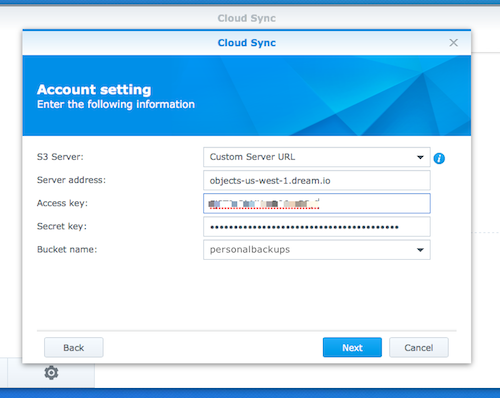 Cloud Sync
Cloud Sync
Account setting
Enter the following information
S3 Server: Custom Server URL
Server address: objects-us-west-1.dream.io
Access key:
Secret key: ••••••••••••••••••••••••••••••••••••••••
Bucket name: personalbackups
Back Next Cancel